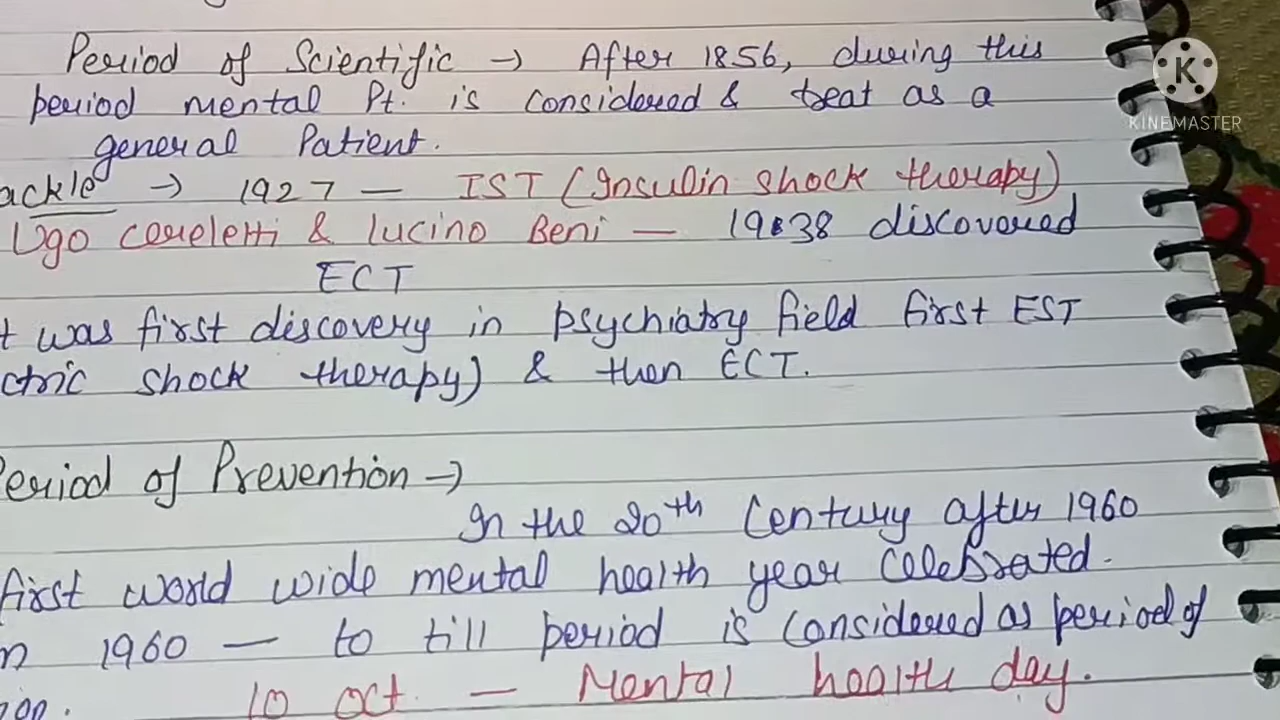 Period of Scientific → After 1856, during this
period mental Pt. is considered & treat as a
general Patient.
ackle → 1927 — IST (Insulin shock therapy)
Ugo cereletti & lucino Beni — 1938 discovered
ECT
t was first discovery in psychiatry field first EST
ctric shock therapy) & then ECT.
Period of Prevention →
In the 20th Century after 1960
first world wide mental health year celebrated.
n 1960 — to till period is considered as period of
10 oct. — Mental health day.
KINEMASTER